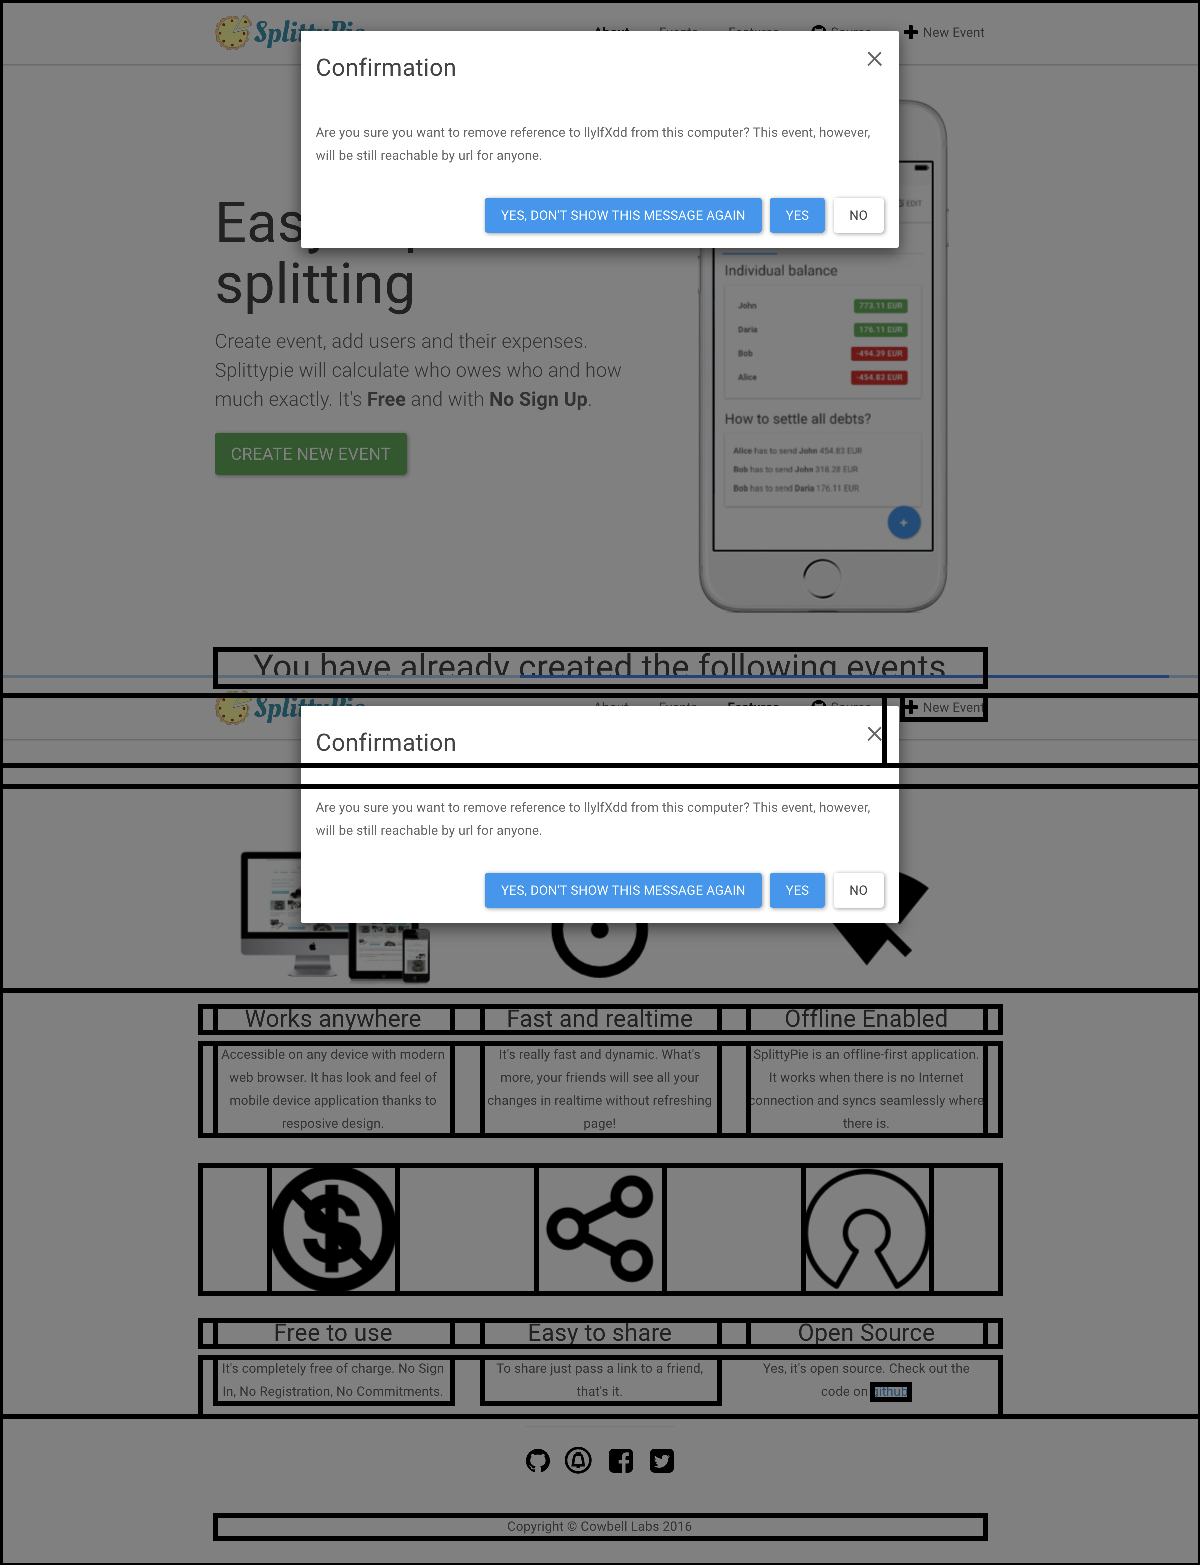 SplittyPie
About Events Features Source New Event
Confirmation
Are you sure you want to remove reference to llylfXdd from this computer? This event, however,
will be still reachable by url for anyone.
YES, DON'T SHOW THIS MESSAGE AGAIN YES NO
EDIT
splitting
Create event, add users and their expenses.
Splittypie will calculate who owes who and how
much exactly. It's Free and with No Sign Up.
CREATE NEW EVENT
Individual balance
John 773.11 EUR
Daria 176.11 EUR
Bob -494.39 EUR
Alice -454.83 EUR
How to settle all debts?
Alice has to send John 454.83 EUR
Bob has to send John 318.28 EUR
Bob has to send Daria 176.11 EUR
You have already created the following events
SplittyPie
About Events Features Source New Event
Confirmation
Are you sure you want to remove reference to llylfXdd from this computer? This event, however,
will be still reachable by url for anyone.
YES, DON'T SHOW THIS MESSAGE AGAIN YES NO
Works anywhere
Accessible on any device with modern
web browser. It has look and feel of
mobile device application thanks to
resposive design.
Fast and realtime
It's really fast and dynamic. What's
more, your friends will see all your
changes in realtime without refreshing
page!
Offline Enabled
SplittyPie is an offline-first application.
It works when there is no Internet
connection and syncs seamlessly where
there is.
Free to use
It's completely free of charge. No Sign
In, No Registration, No Commitments.
Easy to share
To share just pass a link to a friend,
that's it.
Open Source
Yes, it's open source. Check out the
code on github
Copyright © Cowbell Labs 2016